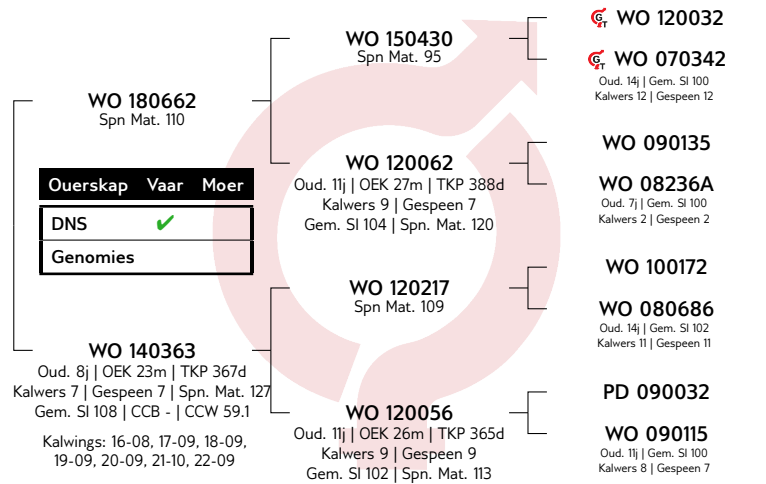 WO 180662
Spn Mat. 110
Ouerskap Vaar Moer
DNS ✔
Genomies
WO 140363
Oud. 8j | OEK 23m | TKP 367d
Kalwers 7 | Gespeen 7 | Spn. Mat. 127
Gem. SI 108 | CCB - | CCW 59.1
Kalwings: 16-08, 17-09, 18-09,
19-09, 20-09, 21-10, 22-09
WO 150430
Spn Mat. 95
WO 120062
Oud. 11j | OEK 27m | TKP 388d
Kalwers 9 | Gespeen 7
Gem. SI 104 | Spn. Mat. 120
WO 120217
Spn Mat. 109
WO 120056
Oud. 11j | OEK 26m | TKP 365d
Kalwers 9 | Gespeen 9
Gem. SI 102 | Spn. Mat. 113
GT WO 120032
GT WO 070342
Oud. 14j | Gem. SI 100
Kalwers 12 | Gespeen 12
WO 090135
WO 08236A
Oud. 7j | Gem. SI 100
Kalwers 2 | Gespeen 2
WO 100172
WO 080686
Oud. 14j | Gem. SI 102
Kalwers 11 | Gespeen 11
PD 090032
WO 090115
Oud. 11j | Gem. SI 100
Kalwers 8 | Gespeen 7